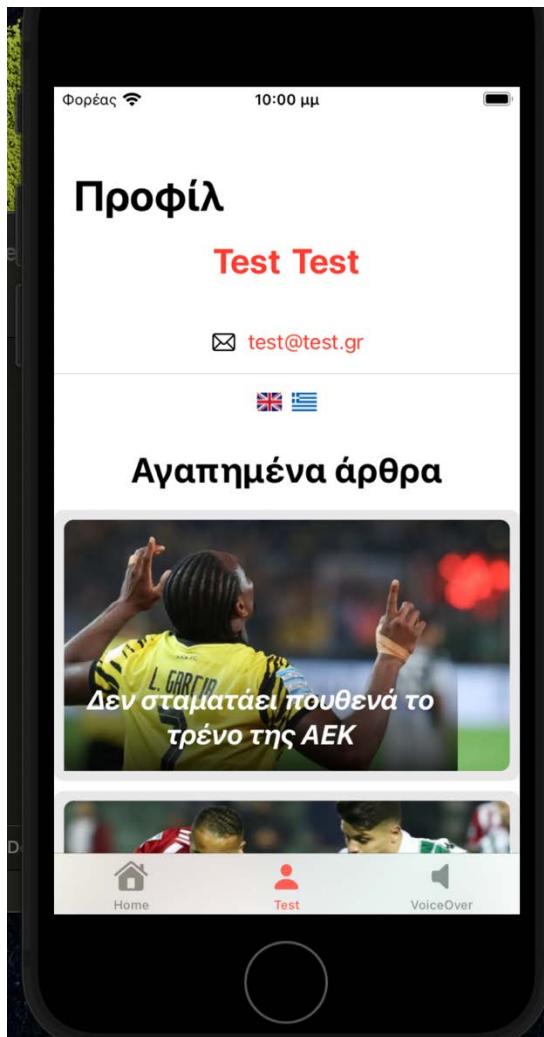 Φορέας
10:00 μμ
Προφίλ
Test Test
test@test.gr
Αγαπημένα άρθρα
L. GARCIA
7
Δεν σταματάει πουθενά το
τρένο της ΑΕΚ
Home
Test
VoiceOver